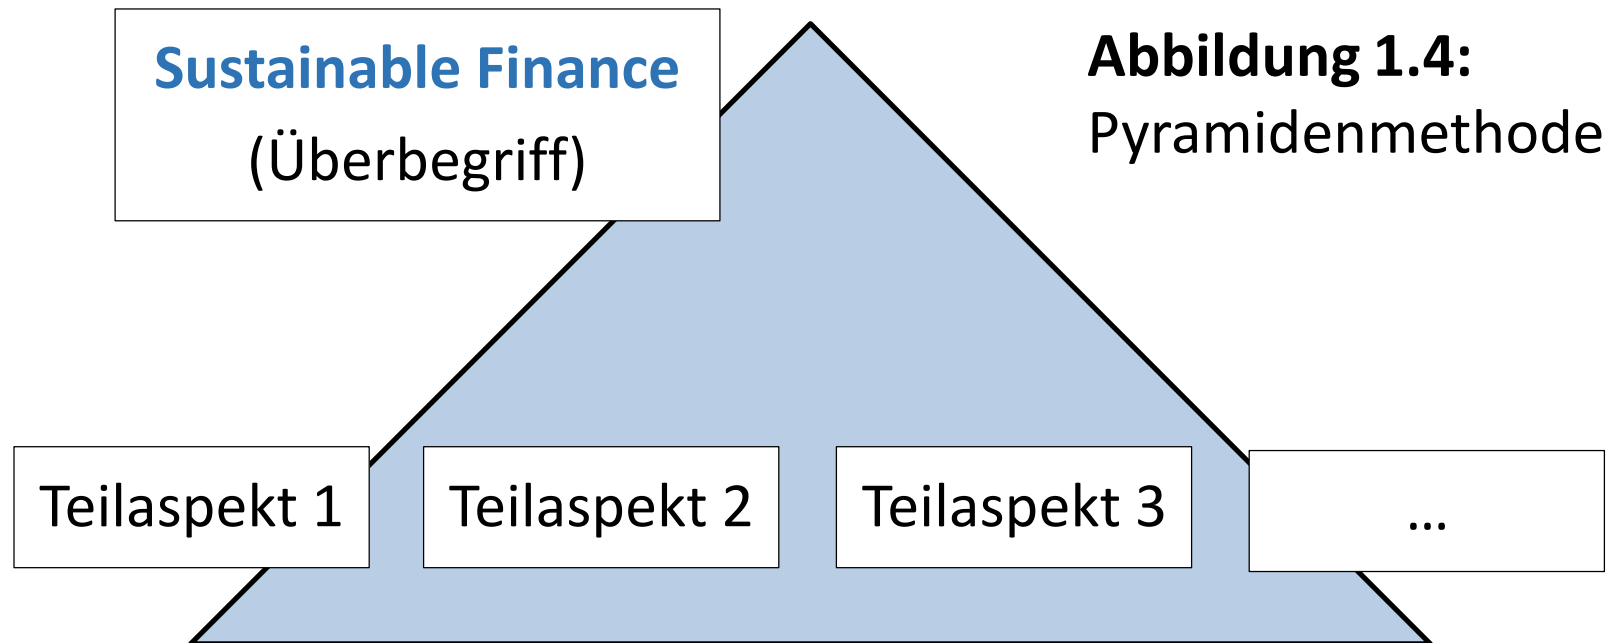 Sustainable Finance
(Überbegriff)
Abbildung 1.4:
Pyramidenmethode
Teilaspekt 1
Teilaspekt 2
Teilaspekt 3
...